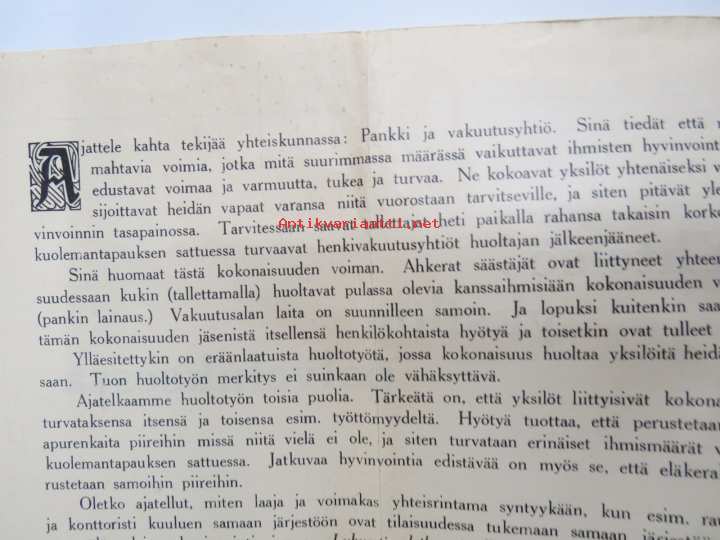 Ajattele kahta tekijää yhteiskunnassa: Pankki ja vakuutusyhtiö. Sinä tiedät että
mahtavia voimia, jotka mitä suurimmassa määrässä vaikuttavat ihmisten hyvinvoint
edustavat voimaa ja varmuutta, tukea ja turvaa. Ne kokoavat yksilöt yhtenäiseksi v
sijoittavat heidän vapaat varansa niitä vuorostaan tarvitseville, ja siten pitävät yle
vinvoinnin tasapainossa. Tarvitessaan saavat tallettajat heti paikalla rahansa takaisin korko
Antikvariaatti.net
kuolemantapauksen sattuessa turvaavat henkivakuutusyhtiöt huoltajan jälkeenjääneet.
Sinä huomaat tästä kokonaisuuden voiman. Ahkerat säästäjät ovat liittyneet yhteen
suudessaan kukin (tallettamalla) huoltavat pulassa olevia kanssaihmisiään kokonaisuuden v
(pankin lainaus.) Vakuutusalan laita on suunnilleen samoin. Ja lopuksi kuitenkin saa
tämän kokonaisuuden jäsenistä itsellensä henkilökohtaista hyötyä ja toisetkin ovat tulleet
Ylläesitettykin on eräänlaatuista huoltotyötä, jossa kokonaisuus huoltaa yksilöitä heidä
saan. Tuon huoltotyön merkitys ei suinkaan ole vähäksyttävä.
Ajatelkaamme huoltotyön toisia puolia. Tärkeätä on, että yksilöt liittyisivät kokona
turvataksensa itsensä ja toisensa esim. työttömyydeltä. Hyötyä tuottaa, että perustetaan
apurenkaita piireihin missä niitä vielä ei ole, ja siten turvataan erinäiset ihmismäärät v
kuolemantapauksen sattuessa. Jatkuvaa hyvinvointia edistävää on myös se, että eläkera
rustetaan samoihin piireihin.
Oletko ajatellut, miten laaja ja voimakas yhteisrintama syntyykään, kun esim. rau
ja konttoristi kuuluen samaan järjestöön ovat tilaisuudessa tukemaan samaan